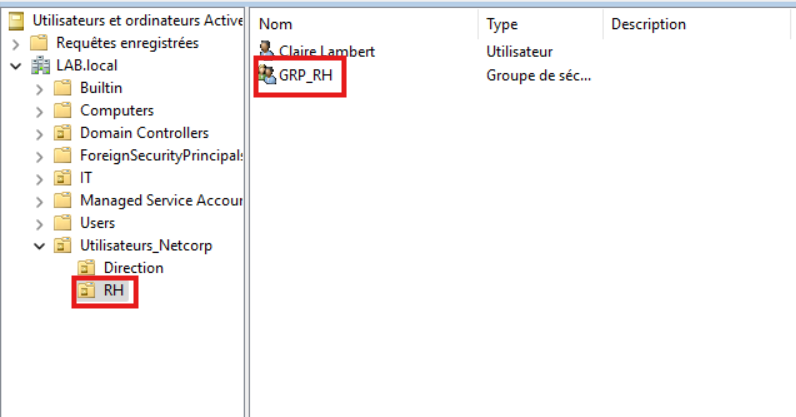 Utilisateurs et ordinateurs Active
Requêtes enregistrées
LAB.local
Builtin
Computers
Domain Controllers
ForeignSecurityPrincipal:
IT
Managed Service Accour
Users
Utilisateurs_Netcorp
Direction
RH
Nom Type Description
Claire Lambert Utilisateur
GRP_RH Groupe de séc...